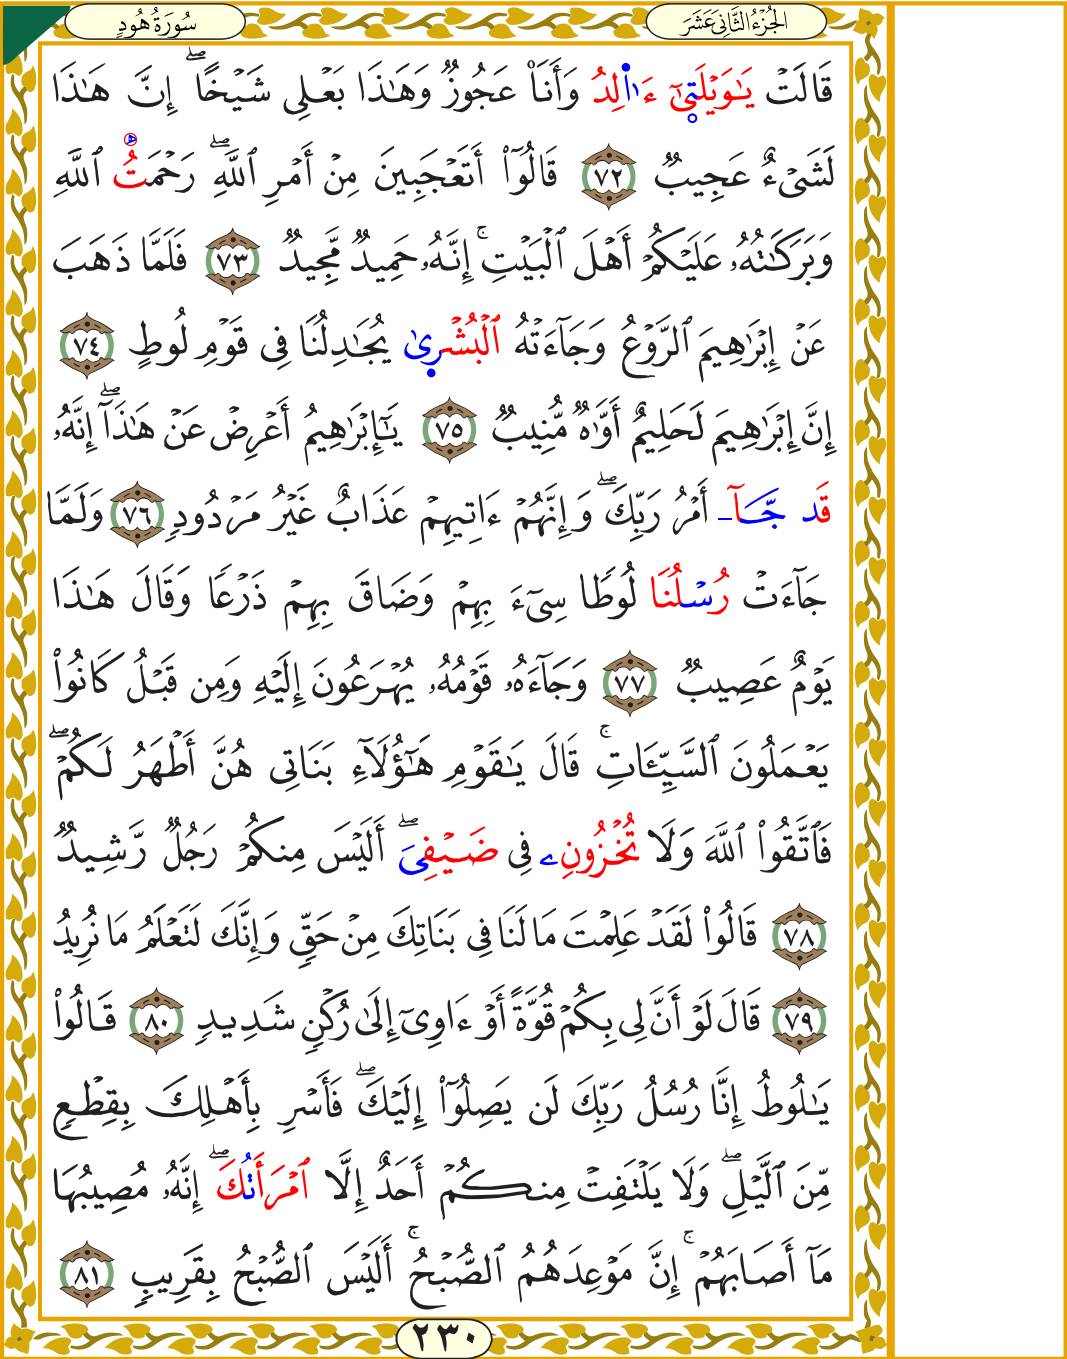 الجُزْءُ الثَّانِي عَشَرَ
سُورَةُ هُودٍ
قَالَتْ يَٰوَيْلَتَىٰٓ ءَا۬لِدُ وَأَنَا۠ عَجُوزٌ وَهَٰذَا بَعْلِى شَيْخًاۖ إِنَّ هَٰذَا
لَشَىْءٌ عَجِيبٌ ٧٢ قَالُوٓا۟ أَتَعْجَبِينَ مِنْ أَمْرِ ٱللَّهِۖ رَحْمَتُ ٱللَّهِ
وَبَرَكَٰتُهُۥ عَلَيْكُمْ أَهْلَ ٱلْبَيْتِۚ إِنَّهُۥ حَمِيدٌ مَّجِيدٌ ٧٣ فَلَمَّا ذَهَبَ
عَنْ إِبْرَٰهِيمَ ٱلرَّوْعُ وَجَآءَتْهُ ٱلْبُشْرَىٰ يُجَٰدِلُنَا فِى قَوْمِ لُوطٍ ٧٤
إِنَّ إِبْرَٰهِيمَ لَحَلِيمٌ أَوَّٰهٌ مُّنِيبٌ ٧٥ يَٰٓإِبْرَٰهِيمُ أَعْرِضْ عَنْ هَٰذَآۖ إِنَّهُۥ
قَد جَّآ أَمْرُ رَبِّكَۖ وَإِنَّهُمْ ءَاتِيهِمْ عَذَابٌ غَيْرُ مَرْدُودٍ ٧٦ وَلَمَّا
جَآءَتْ رُسْلُنَا لُوطًا سِىٓءَ بِهِمْ وَضَاقَ بِهِمْ ذَرْعًا وَقَالَ هَٰذَا
يَوْمٌ عَصِيبٌ ٧٧ وَجَآءَهُۥ قَوْمُهُۥ يُهْرَعُونَ إِلَيْهِ وَمِن قَبْلُ كَانُوا۟
يَعْمَلُونَ ٱلسَّيِّـَٔاتِۚ قَالَ يَٰقَوْمِ هَٰٓؤُلَآءِ بَنَاتِى هُنَّ أَطْهَرُ لَكُمْۖ
فَٱتَّقُوا۟ ٱللَّهَ وَلَا تُخْزُونِۦ فِى ضَيْفِىَۖ أَلَيْسَ مِنكُمْ رَجُلٌ رَّشِيدٌ
٧٨ قَالُوا۟ لَقَدْ عَلِمْتَ مَا لَنَا فِى بَنَاتِكَ مِنْ حَقٍّ وَإِنَّكَ لَتَعْلَمُ مَا نُرِيدُ
٧٩ قَالَ لَوْ أَنَّ لِى بِكُمْ قُوَّةً أَوْ ءَاوِىٓ إِلَىٰ رُكْنٍ شَدِيدٍ ٨٠ قَالُوا۟
يَٰلُوطُ إِنَّا رُسُلُ رَبِّكَ لَن يَصِلُوٓا۟ إِلَيْكَۖ فَأَسْرِ بِأَهْلِكَ بِقِطْعٍ
مِّنَ ٱلَّيْلِۖ وَلَا يَلْتَفِتْ مِنكُمْ أَحَدٌ إِلَّا ٱمْرَأَتُكَۖ إِنَّهُۥ مُصِيبُهَا
مَآ أَصَابَهُمْۚ إِنَّ مَوْعِدَهُمُ ٱلصُّبْحُۚ أَلَيْسَ ٱلصُّبْحُ بِقَرِيبٍ ٨١
٢٣٠